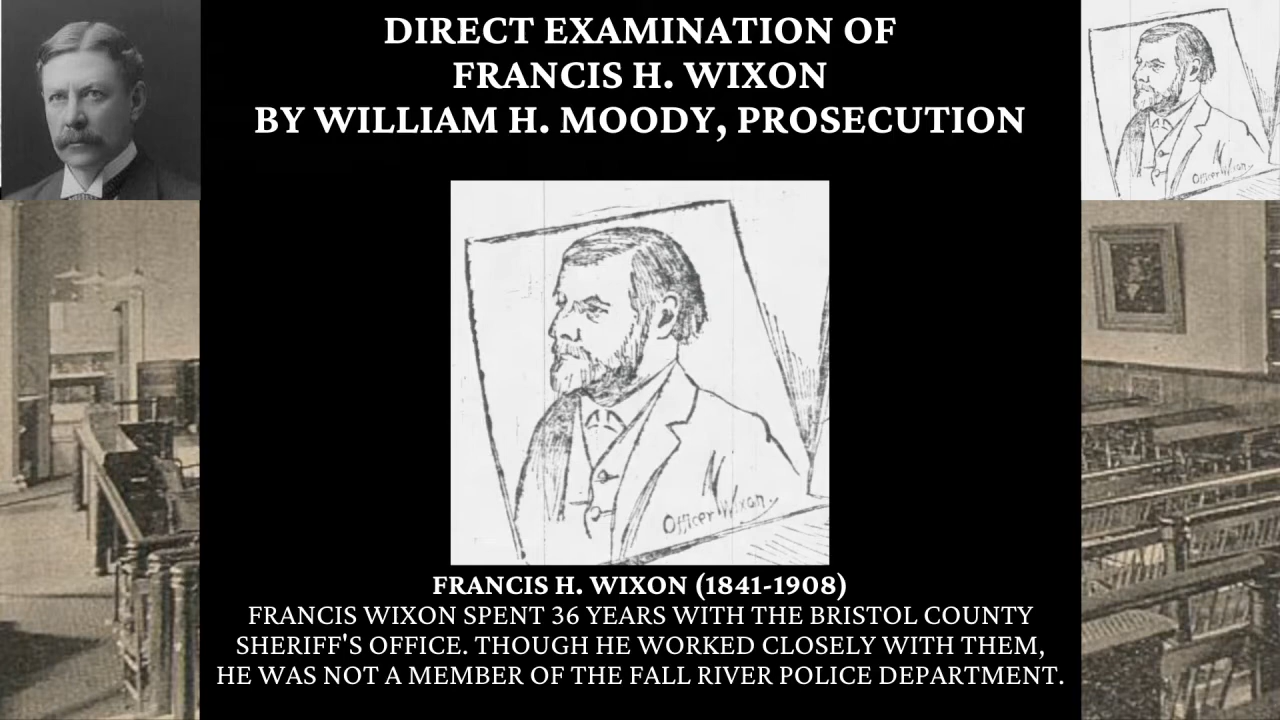 DIRECT EXAMINATION OF
FRANCIS H. WIXON
BY WILLIAM H. MOODY, PROSECUTION
Officer Wixon
Officer Wixon
FRANCIS H. WIXON (1841-1908)
FRANCIS WIXON SPENT 36 YEARS WITH THE BRISTOL COUNTY
SHERIFF'S OFFICE. THOUGH HE WORKED CLOSELY WITH THEM,
HE WAS NOT A MEMBER OF THE FALL RIVER POLICE DEPARTMENT.